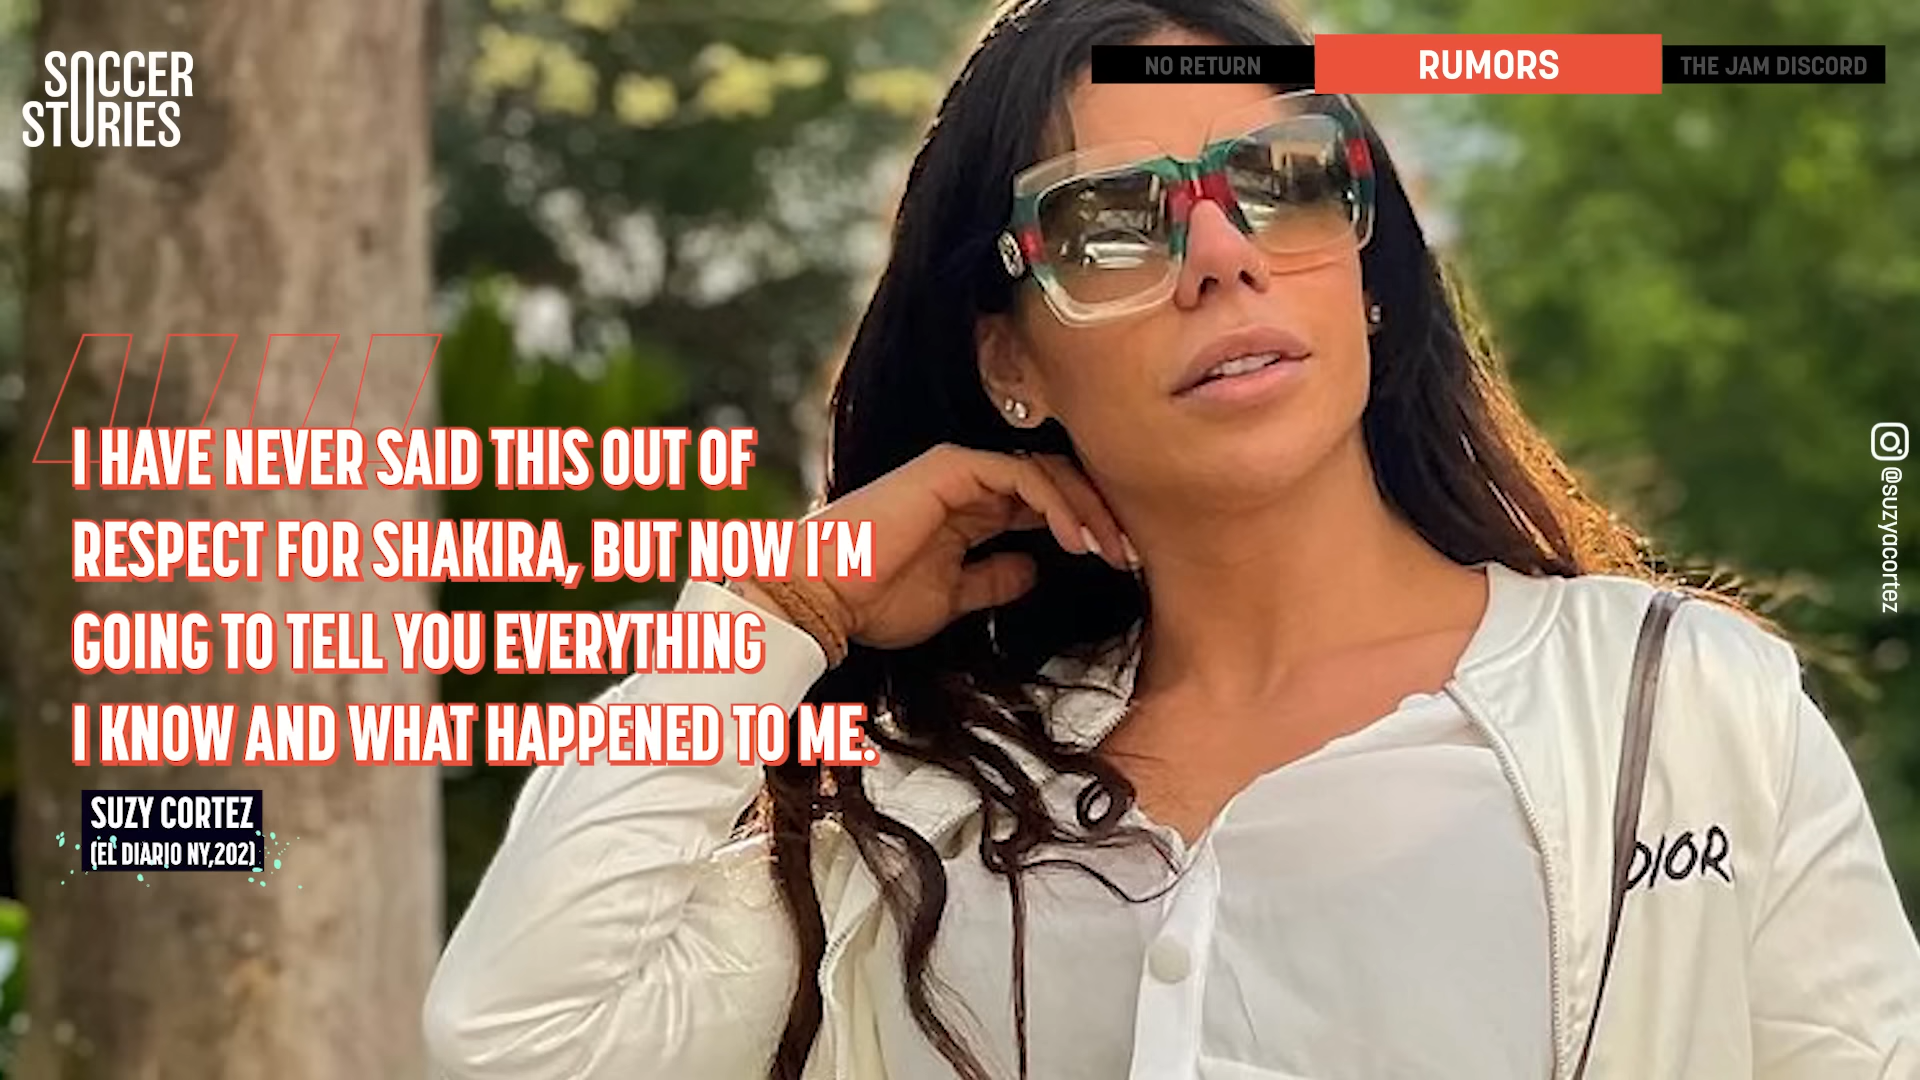 SOCCER
STORIES
NO RETURN
RUMORS
THE JAM DISCORD
I HAVE NEVER SAID THIS OUT OF
RESPECT FOR SHAKIRA, BUT NOW I'M
GOING TO TELL YOU EVERYTHING
I KNOW AND WHAT HAPPENED TO ME.
SUZY CORTEZ
(EL DIARIO NY,202)
@suzyaccortez
DIOR